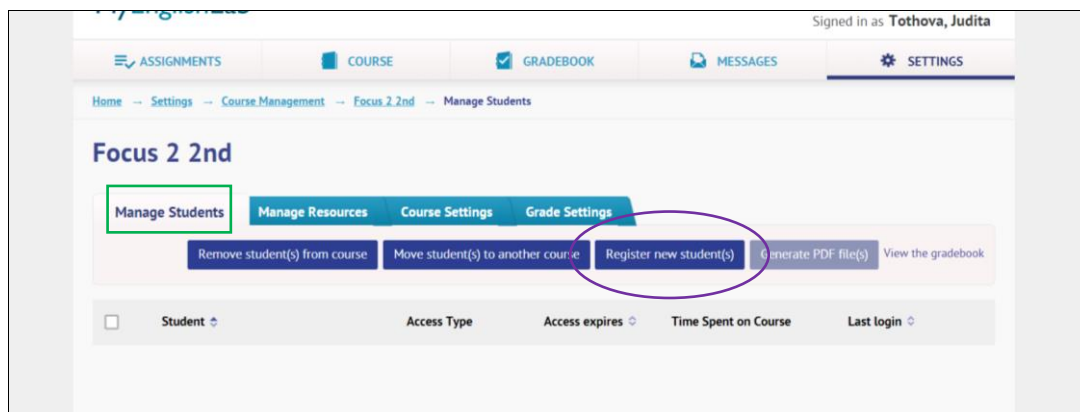 Signed in as Tothova, Judita
ASSIGNMENTS COURSE GRADEBOOK MESSAGES SETTINGS
Home → Settings → Course Management → Focus 2 2nd → Manage Students
Focus 2 2nd
Manage Students Manage Resources Course Settings Grade Settings
Remove student(s) from course Move student(s) to another course Register new student(s) Generate PDF file(s) View the gradebook
Student Access Type Access expires Time Spent on Course Last login